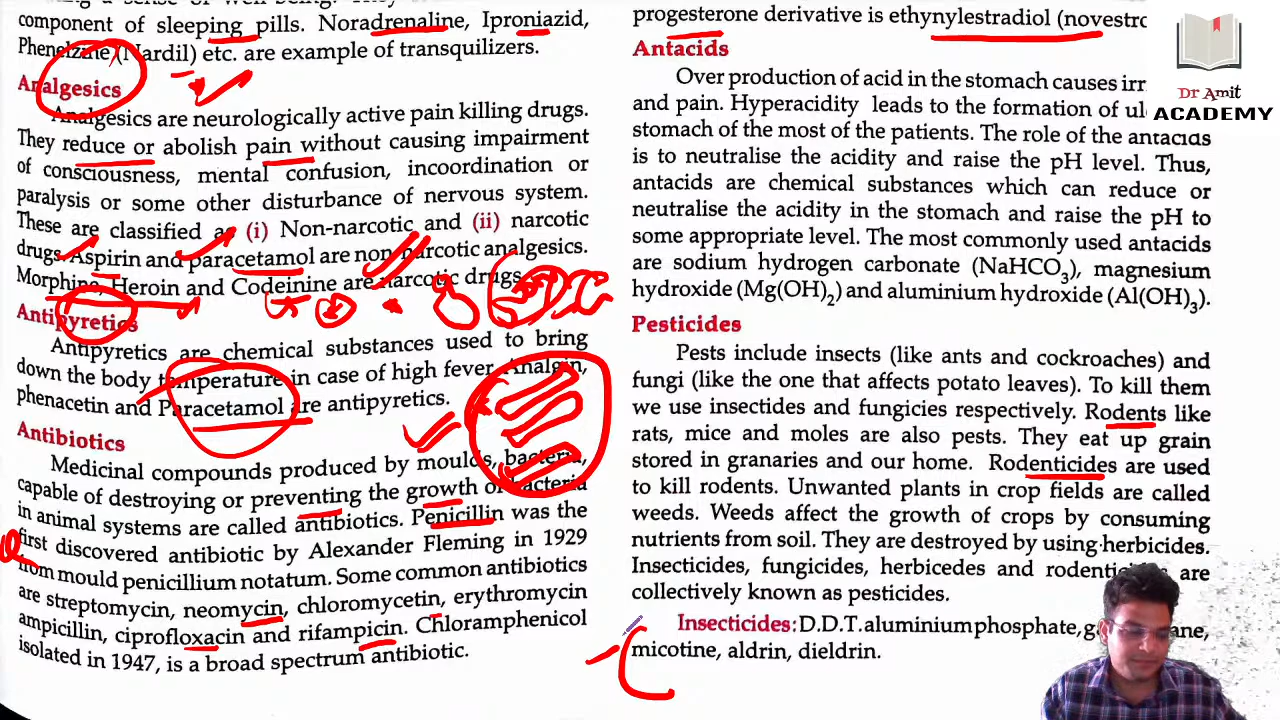 component of sleeping pills. Noradrenaline, Iproniazid,
Phenelzine (Nardil) etc. are example of transquilizers.
Analgesics
Analgesics are neurologically active pain killing drugs.
They reduce or abolish pain without causing impairment
of consciousness, mental confusion, incoordination or
paralysis or some other disturbance of nervous system.
These are classified as (i) Non-narcotic and (ii) narcotic
drugs. Aspirin and paracetamol are non narcotic analgesics.
Morphine, Heroin and Codeinine are narcotic drugs.
Antipyretics
Antipyretics are chemical substances used to bring
down the body temperature in case of high fever. Analgin,
phenacetin and Paracetamol are antipyretics.
Antibiotics
Medicinal compounds produced by moulds, bacteria,
capable of destroying or preventing the growth of bacteria
in animal systems are called antibiotics. Penicillin was the
first discovered antibiotic by Alexander Fleming in 1929
from mould penicillium notatum. Some common antibiotics
are streptomycin, neomycin, chloromycetin, erythromycin
ampicillin, ciprofloxacin and rifampicin. Chloramphenicol
isolated in 1947, is a broad spectrum antibiotic.
progesterone derivative is ethynylestradiol
Antacids
Over production of acid in the stomach causes
and pain. Hyperacidity leads to the formation of
stomach of the most of the patients. The role of the antacids
is to neutralise the acidity and raise the pH level. Thus,
antacids are chemical substances which can reduce or
neutralise the acidity in the stomach and raise the pH to
some appropriate level. The most commonly used antacids
are sodium hydrogen carbonate (NaHCO₃), magnesium
hydroxide (Mg(OH)₂) and aluminium hydroxide (Al(OH)₃).
Pesticides
Pests include insects (like ants and cockroaches) and
fungi (like the one that affects potato leaves). To kill them
we use insecticides and fungicies respectively. Rodents like
rats, mice and moles are also pests. They eat up grain
stored in granaries and our home. Rodenticides are used
to kill rodents. Unwanted plants in crop fields are called
weeds. Weeds affect the growth of crops by consuming
nutrients from soil. They are destroyed by using herbicides.
Insecticides, fungicides, herbicedes and are
collectively known as pesticides.
Insecticides: D.D.T. aluminium phosphate,
micotine, aldrin, dieldrin.
Dr Amit
ACADEMY